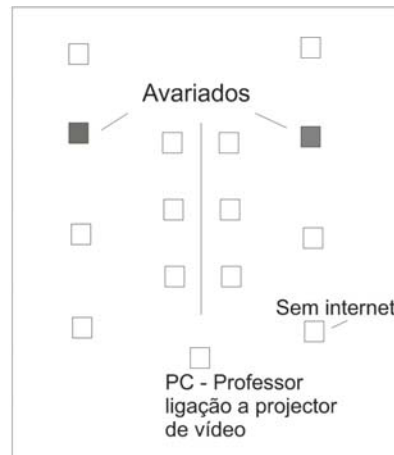 Avariados
Sem internet
PC - Professor
ligação a projector
de vídeo